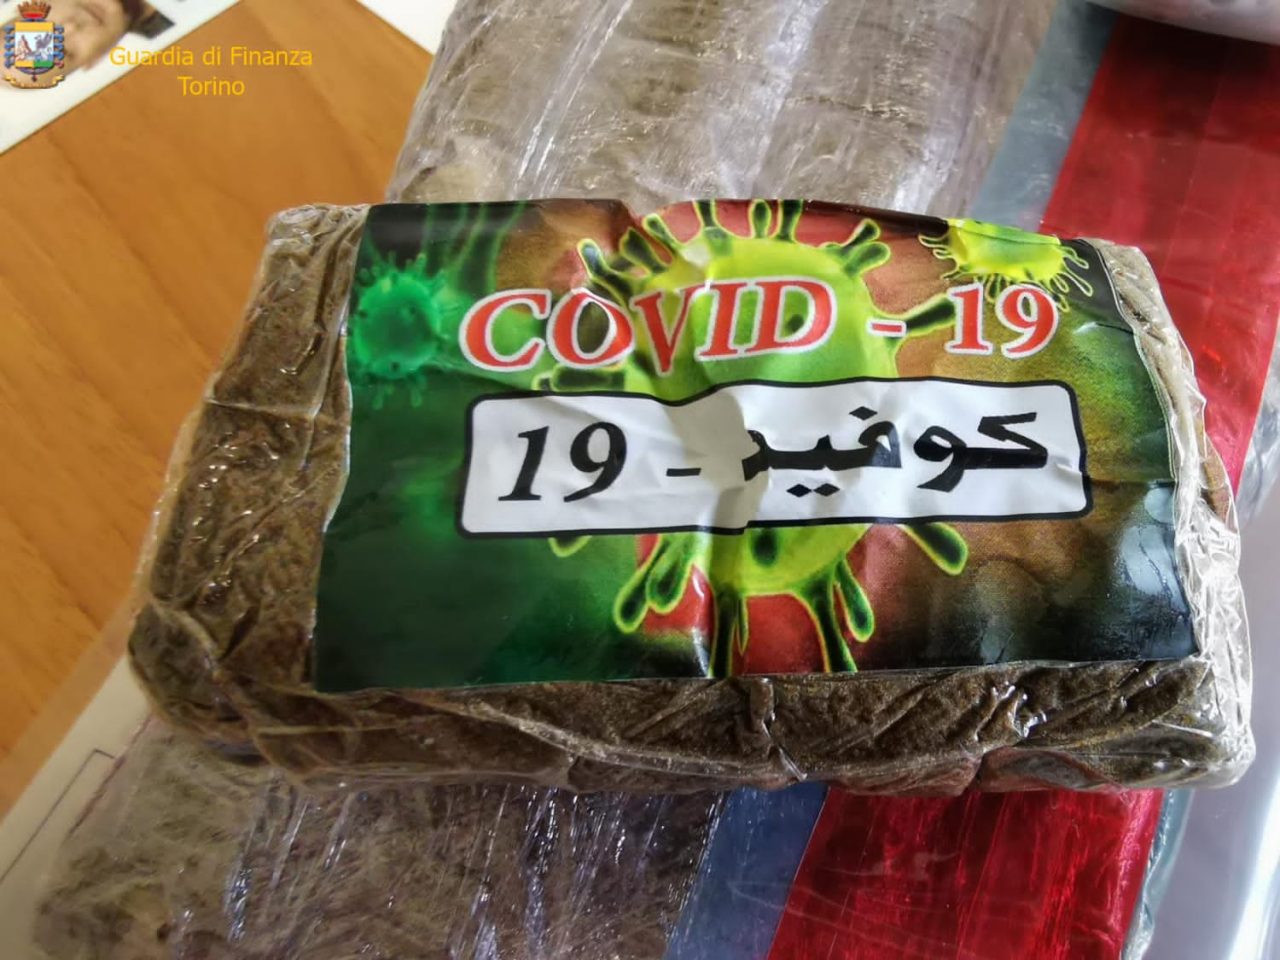 Guardia di Finanza
Torino
COVID - 19
كوفيد - 19